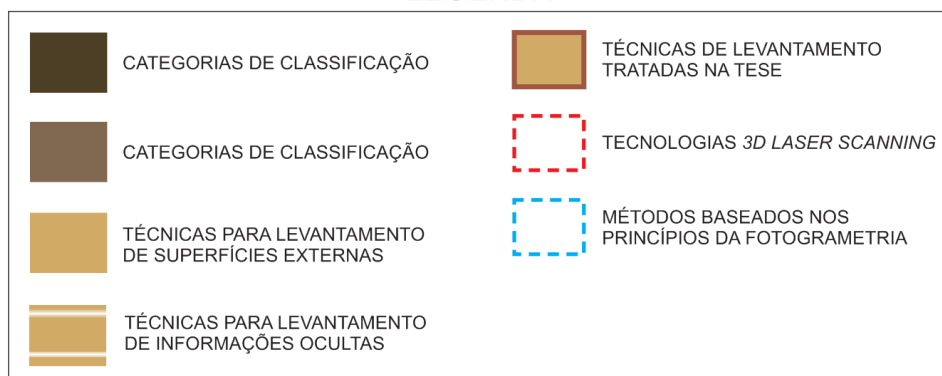 CATEGORIAS DE CLASSIFICAÇÃO
CATEGORIAS DE CLASSIFICAÇÃO
TÉCNICAS PARA LEVANTAMENTO
DE SUPERFÍCIES EXTERNAS
TÉCNICAS PARA LEVANTAMENTO
DE INFORMAÇÕES OCULTAS
TÉCNICAS DE LEVANTAMENTO
TRATADAS NA TESE
TECNOLOGIAS 3D LASER SCANNING
MÉTODOS BASEADOS NOS
PRINCÍPIOS DA FOTOGRAMETRIA